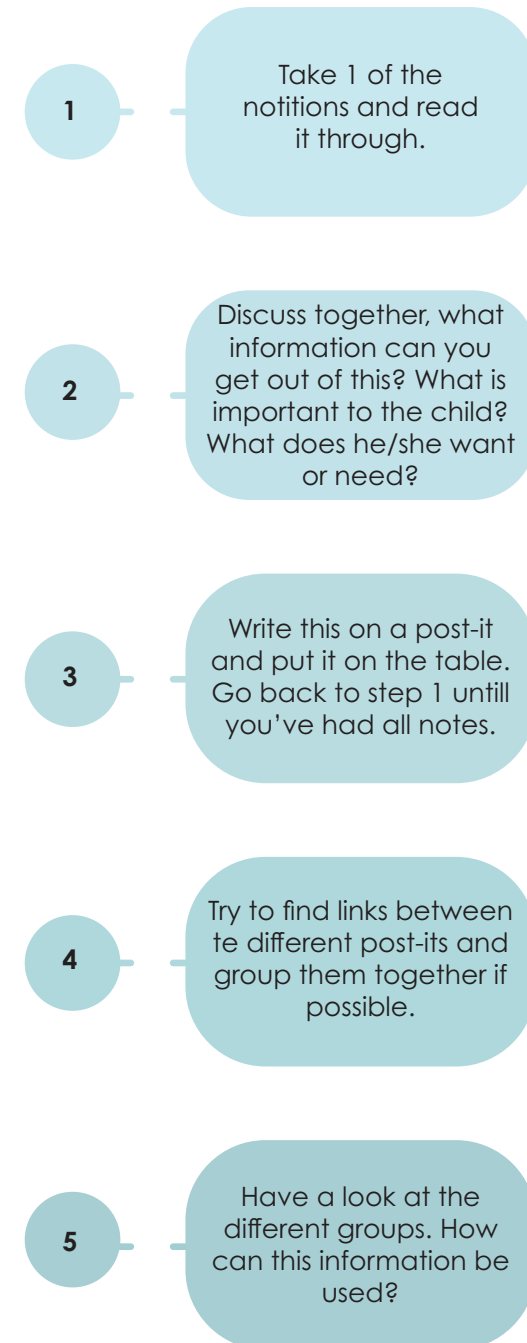 1
Take 1 of the
notitions and read
it through.
2
Discuss together, what
information can you
get out of this? What is
important to the child?
What does he/she want
or need?
3
Write this on a post-it
and put it on the table.
Go back to step 1 untill
you've had all notes.
4
Try to find links between
te different post-its and
group them together if
possible.
5
Have a look at the
different groups. How
can this information be
used?